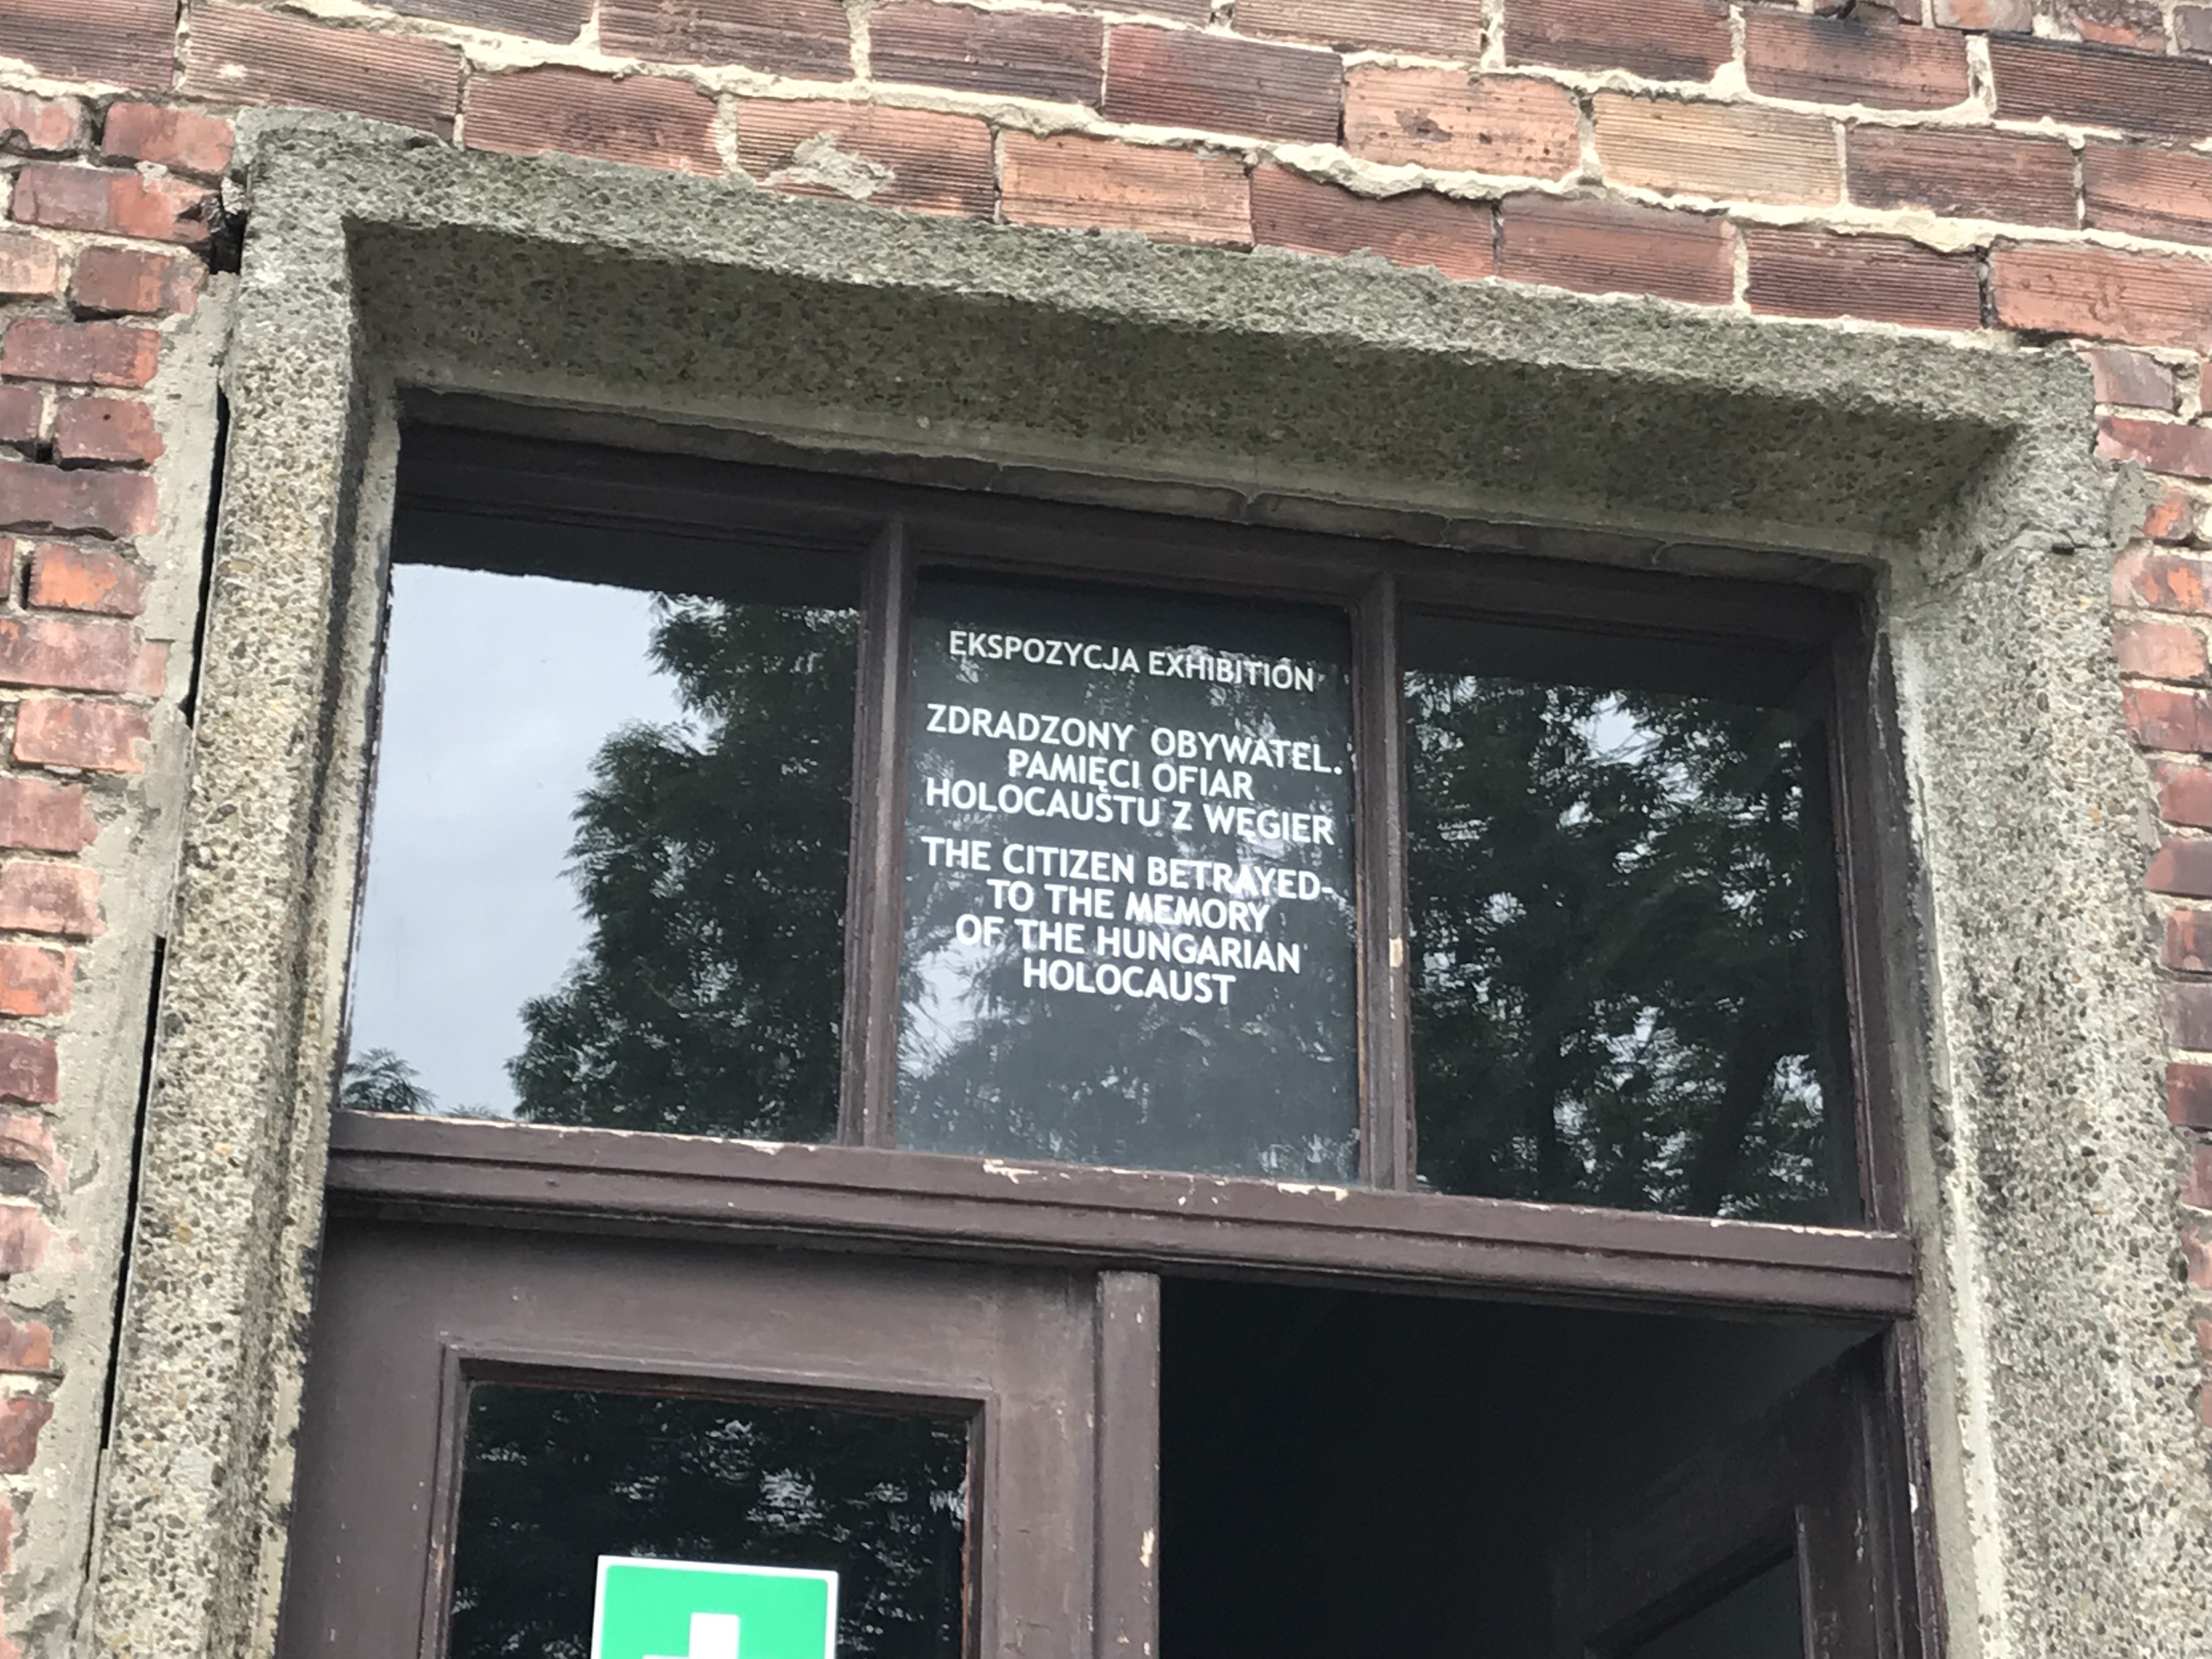 EKSPOZYCJA EXHIBITION
ZDRADZONY OBYWATEL.
PAMIĘCI OFIAR
HOLOCAUSTU Z WĘGIER
THE CITIZEN BETRAYED-
TO THE MEMORY
OF THE HUNGARIAN
HOLOCAUST